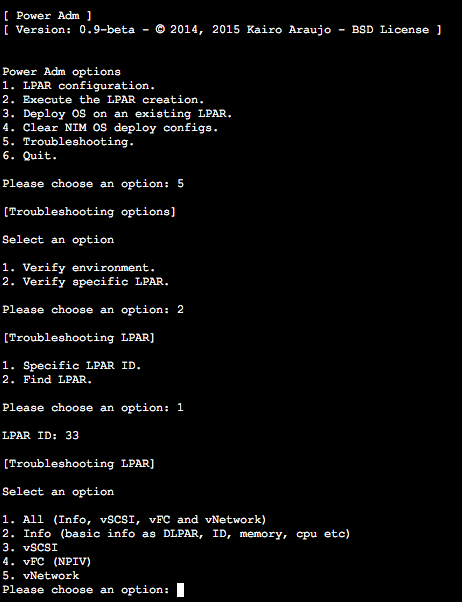 [ Power Adm ]
[ Version: 0.9-beta - © 2014, 2015 Kairo Araujo - BSD License ]
Power Adm options
1. LPAR configuration.
2. Execute the LPAR creation.
3. Deploy OS on an existing LPAR.
4. Clear NIM OS deploy configs.
5. Troubleshooting.
6. Quit.
Please choose an option: 5
[Troubleshooting options]
Select an option
1. Verify environment.
2. Verify specific LPAR.
Please choose an option: 2
[Troubleshooting LPAR]
1. Specific LPAR ID.
2. Find LPAR.
Please choose an option: 1
LPAR ID: 33
[Troubleshooting LPAR]
Select an option
1. All (Info, vSCSI, vFC and vNetwork)
2. Info (basic info as DLPAR, ID, memory, cpu etc)
3. vSCSI
4. vFC (NPIV)
5. vNetwork
Please choose an option: